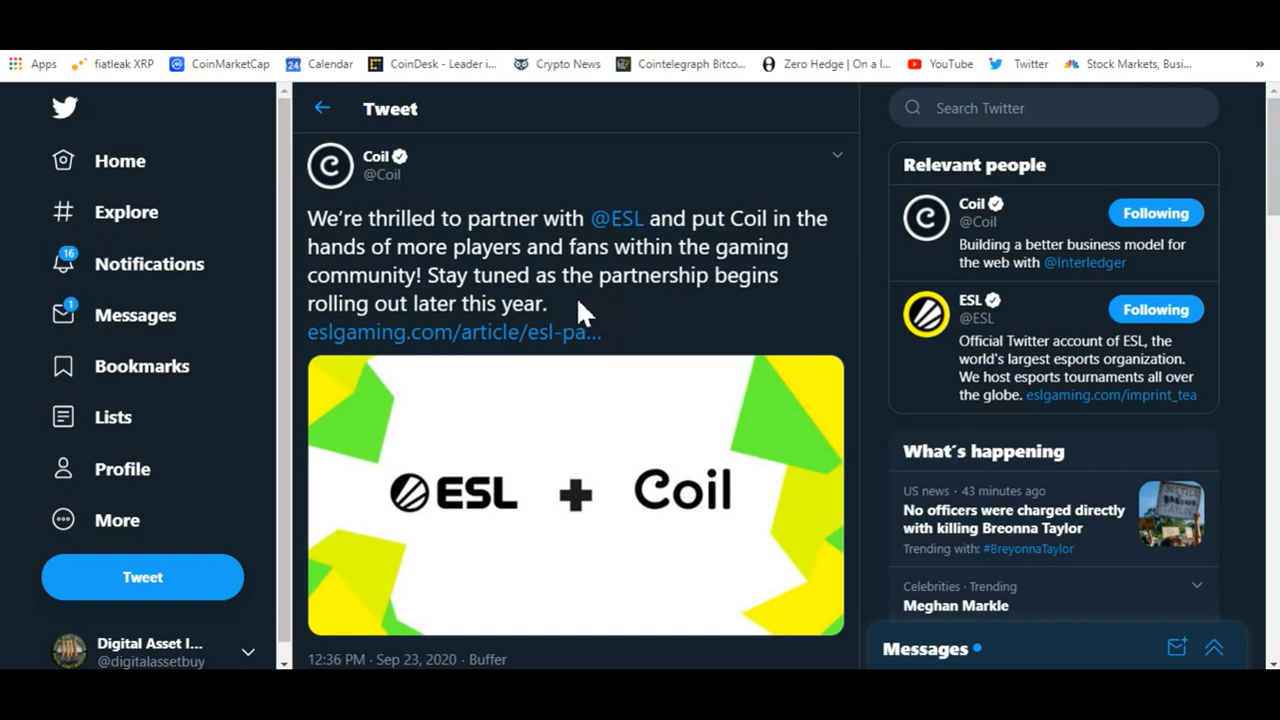 Apps fiatleak XRP CoinMarketCap Calendar CoinDesk - Leader i... Crypto News Cointelegraph Bitco... Zero Hedge | On a l... YouTube Twitter Stock Markets, Busi... »
Home
Explore
16
Notifications
1
Messages
Bookmarks
Lists
Profile
More
Tweet
Digital Asset I...
@digitalassetbuy
Tweet
Coil
@Coil
We're thrilled to partner with @ESL and put Coil in the
hands of more players and fans within the gaming
community! Stay tuned as the partnership begins
rolling out later this year.
eslgaming.com/article/esl-pa...
ESL + Coil
12:36 PM · Sep 23, 2020 · Buffer
Search Twitter
Relevant people
Coil
@Coil
Following
Building a better business model for
the web with @Interledger
ESL
@ESL
Following
Official Twitter account of ESL, the
world's largest esports organization.
We host esports tournaments all over
the globe. eslgaming.com/imprint_tea
What's happening
US news · 43 minutes ago
No officers were charged directly
with killing Breonna Taylor
Trending with: #BreyonnaTaylor
Celebrities · Trending
Meghan Markle
Messages